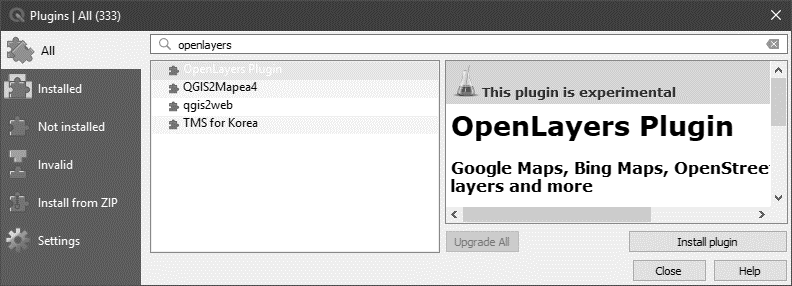 Plugins | All (333)
openlayers
All
Installed
Not installed
Invalid
Install from ZIP
Settings
OpenLayers Plugin
QGIS2Mapea4
qgis2web
TMS for Korea
This plugin is experimental
OpenLayers Plugin
Google Maps, Bing Maps, OpenStree
layers and more
Upgrade All
Install plugin
Close
Help